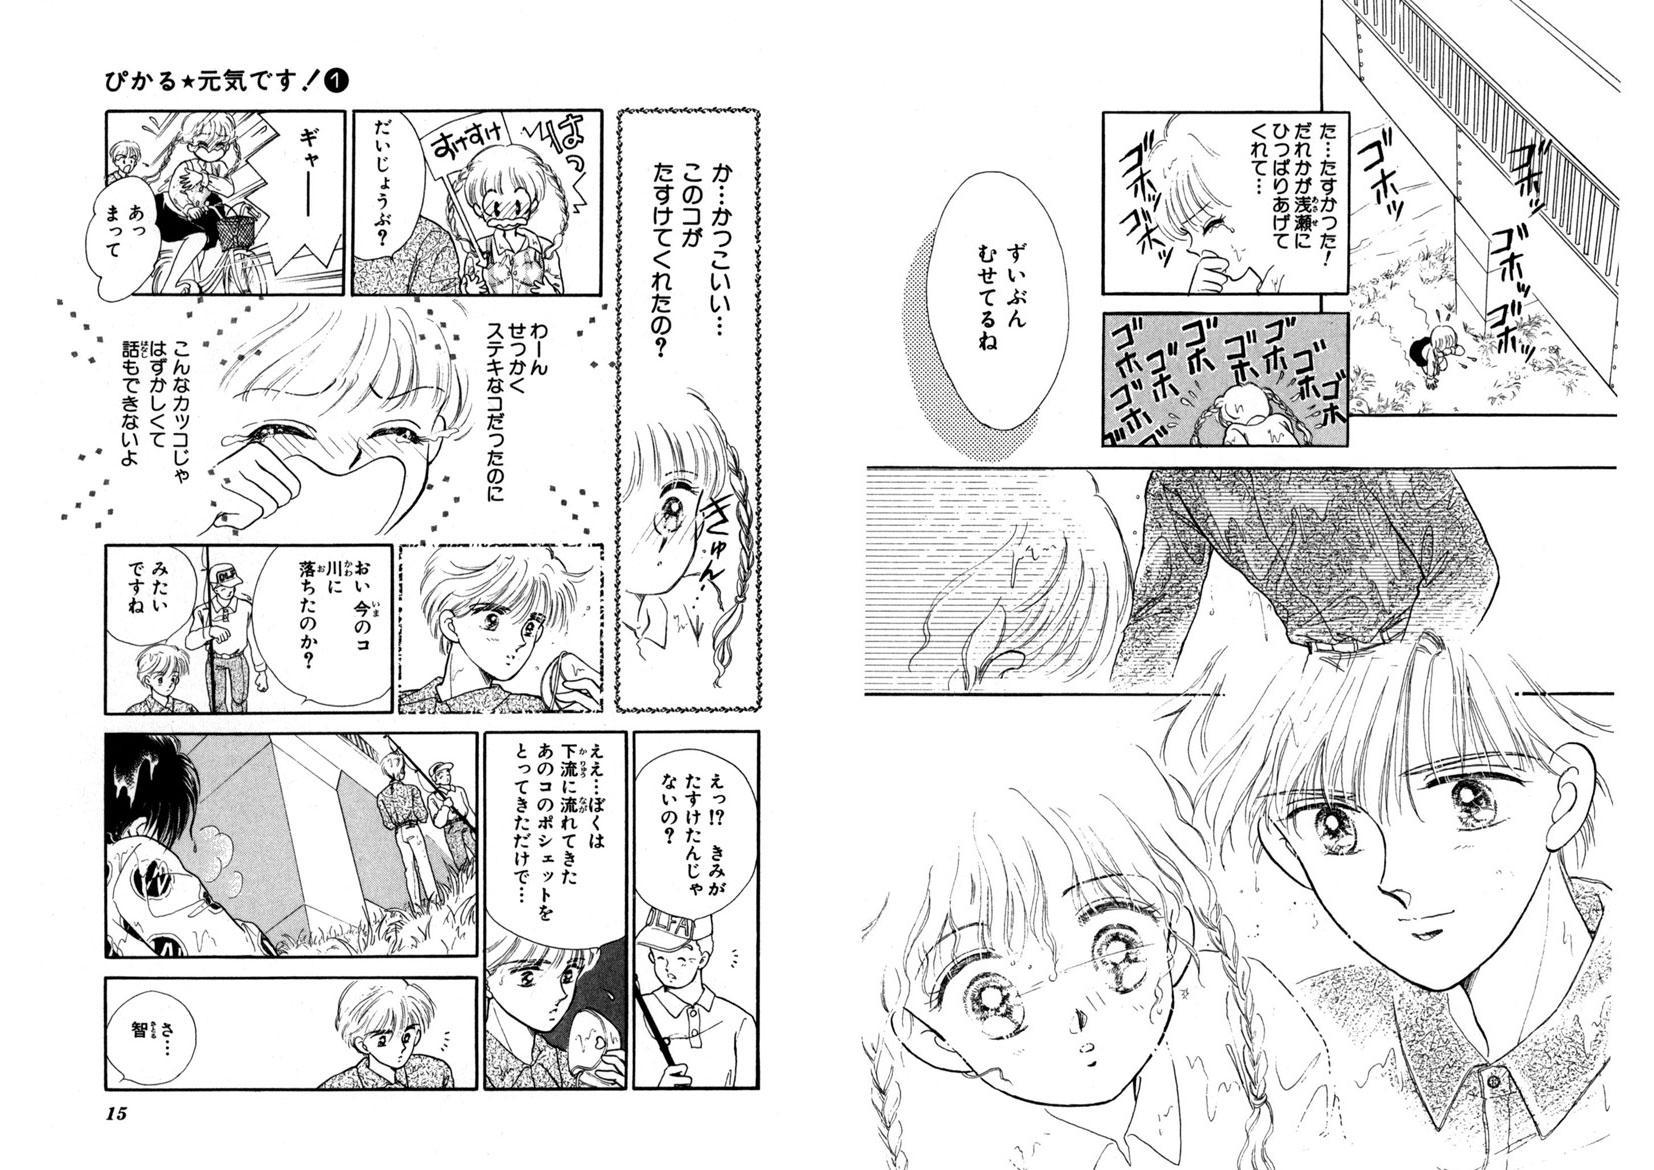 ゴホ
ゴホッ
ゴホ
ゴホッ
ゴホッ
た…たすかった！
だれかが浅瀬に
ひっぱりあげて
くれて…
ゴホッ
ゴホ
ゴホッ
ゴホ
ゴホ
ゴホ
ゴホ
ゴホ
ゴホ
ゴホ
ゴホ
ずいぶん
むせてるね
か…かっこいい…
このコが
たすけてくれたの？
きゅん…
はっ
すけすけ
だいじょうぶ？
ギャ――
あっ
まって
わーん
せっかく
ステキなコだったのに
こんなカッコじゃ
はずかしくて
話もできないよ
おい 今のコ
川に
落ちたのか？
みたい
ですね
えっ!? きみが
たすけたんじゃ
ないの？
ええ…ぼくは
下流に流れてきた
あのコのポシェットを
とってきただけで…
さ…
智
ぴかる★元気です！1
15